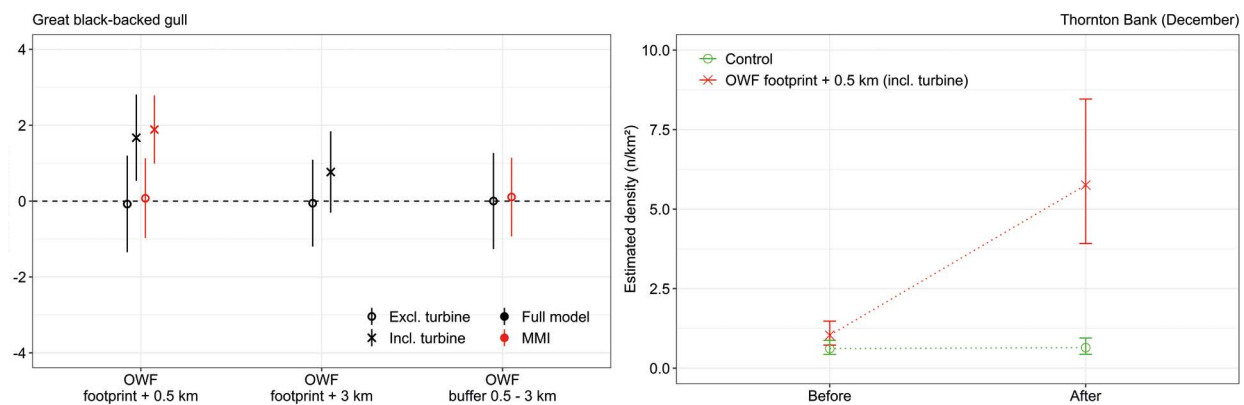 Great black-backed gull
4
2
0
-2
-4
Excl. turbine
Incl. turbine
Full model
MMI
OWF
footprint + 0.5 km
OWF
footprint + 3 km
OWF
buffer 0.5 - 3 km
Thornton Bank (December)
Estimated density (n/km²)
10.0
7.5
5.0
2.5
0.0
Control
OWF footprint + 0.5 km (incl. turbine)
Before
After